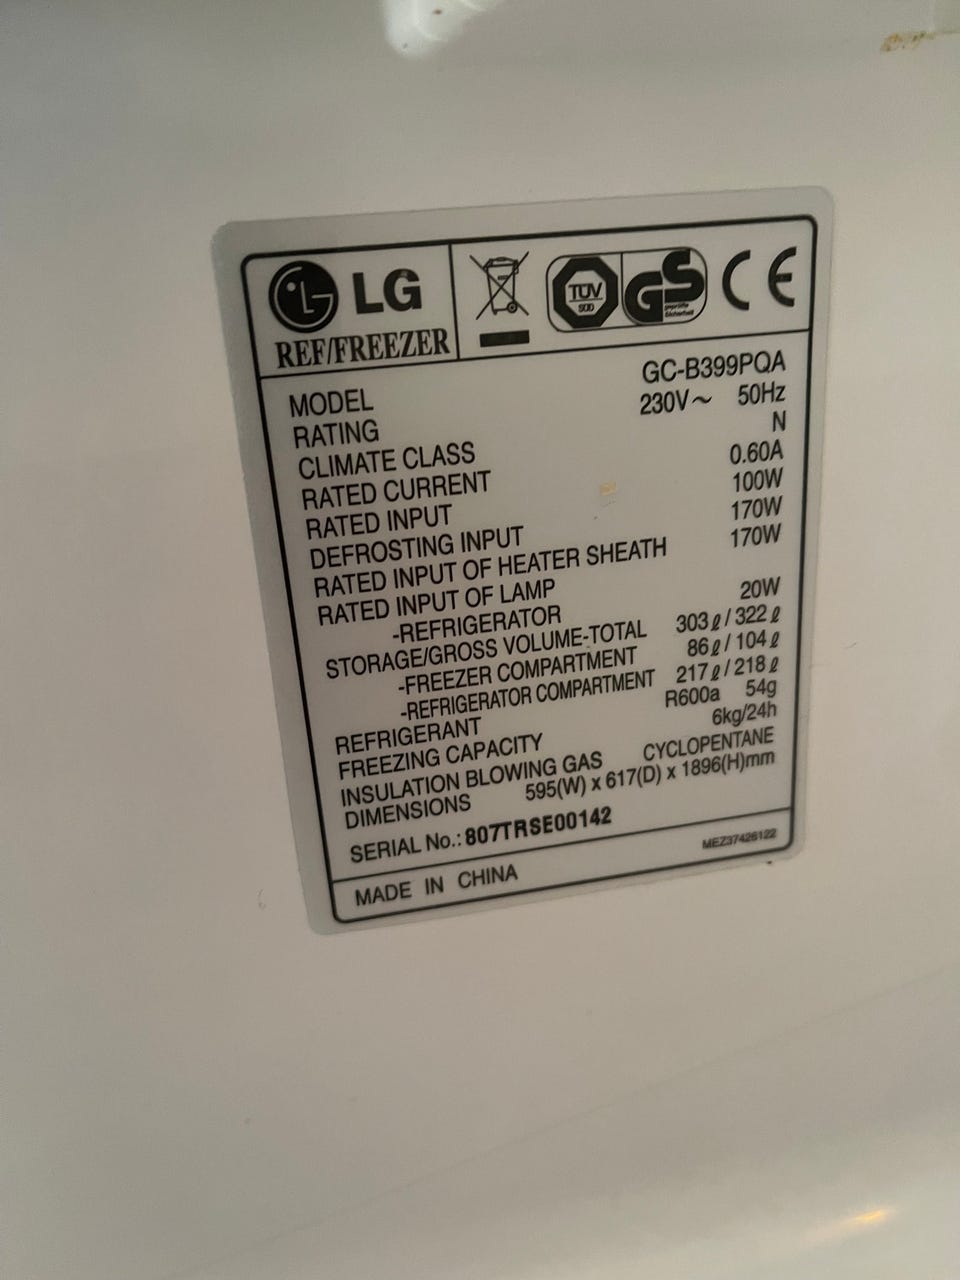 LG
REF/FREEZER
TÜV
SÜD
GS
geprüfte
Sicherheit
CE
MODEL GC-B399PQA
RATING 230V~ 50Hz
CLIMATE CLASS N
RATED CURRENT 0.60A
RATED INPUT 100W
DEFROSTING INPUT 170W
RATED INPUT OF HEATER SHEATH 170W
RATED INPUT OF LAMP
-REFRIGERATOR 20W
STORAGE/GROSS VOLUME-TOTAL 303ℓ/322ℓ
-FREEZER COMPARTMENT 86ℓ/104ℓ
-REFRIGERATOR COMPARTMENT 217ℓ/218ℓ
REFRIGERANT R600a 54g
FREEZING CAPACITY 6kg/24h
INSULATION BLOWING GAS CYCLOPENTANE
DIMENSIONS 595(W) x 617(D) x 1896(H)mm
SERIAL No.: 807TRSE00142
MADE IN CHINA MEZ37426122